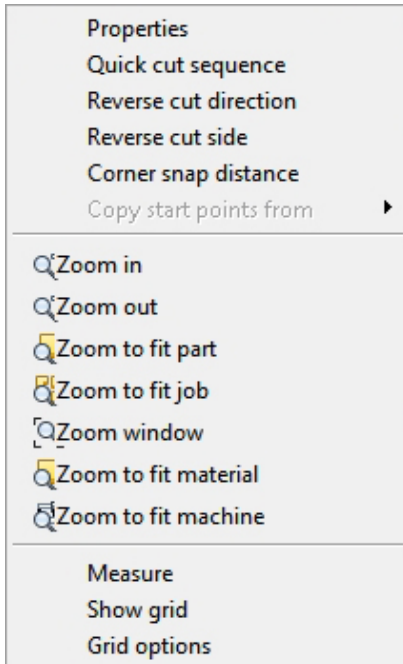 Properties
Quick cut sequence
Reverse cut direction
Reverse cut side
Corner snap distance
Copy start points from
Zoom in
Zoom out
Zoom to fit part
Zoom to fit job
Zoom window
Zoom to fit material
Zoom to fit machine
Measure
Show grid
Grid options